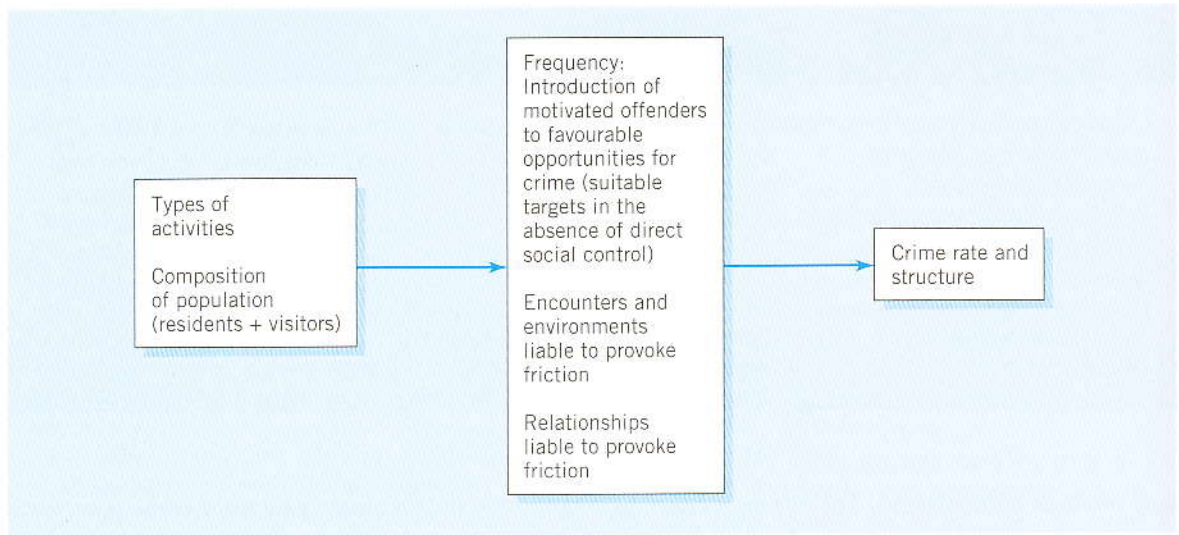 Types of
activities
Composition
of population
(residents + visitors)
Frequency:
Introduction of
motivated offenders
to favourable
opportunities for
crime (suitable
targets in the
absence of direct
social control)
Encounters and
environments
liable to provoke
friction
Relationships
liable to provoke
friction
Crime rate and
structure